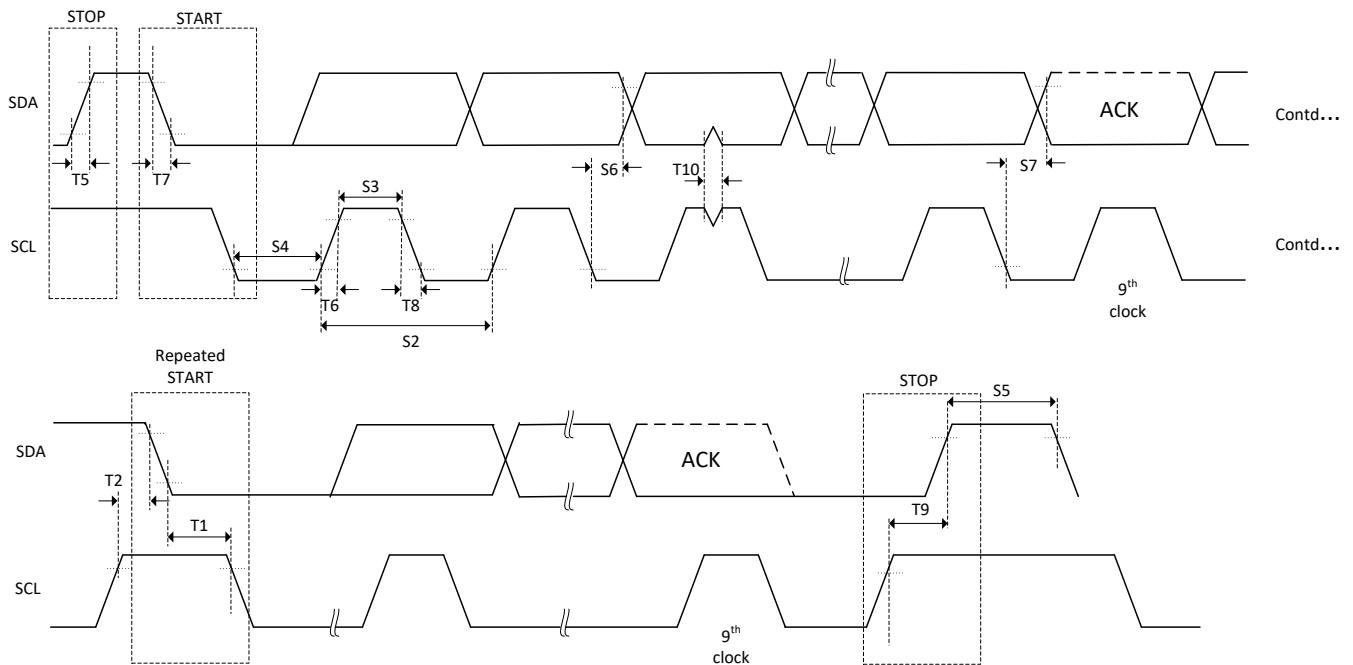 STOP
START
SDA
ACK
Contd...
T5
T7
S6
T10
S7
S3
SCL
S4
Contd...
T6
T8
9th
clock
S2
Repeated
START
STOP
S5
SDA
ACK
T2
T9
T1
SCL
9th
clock